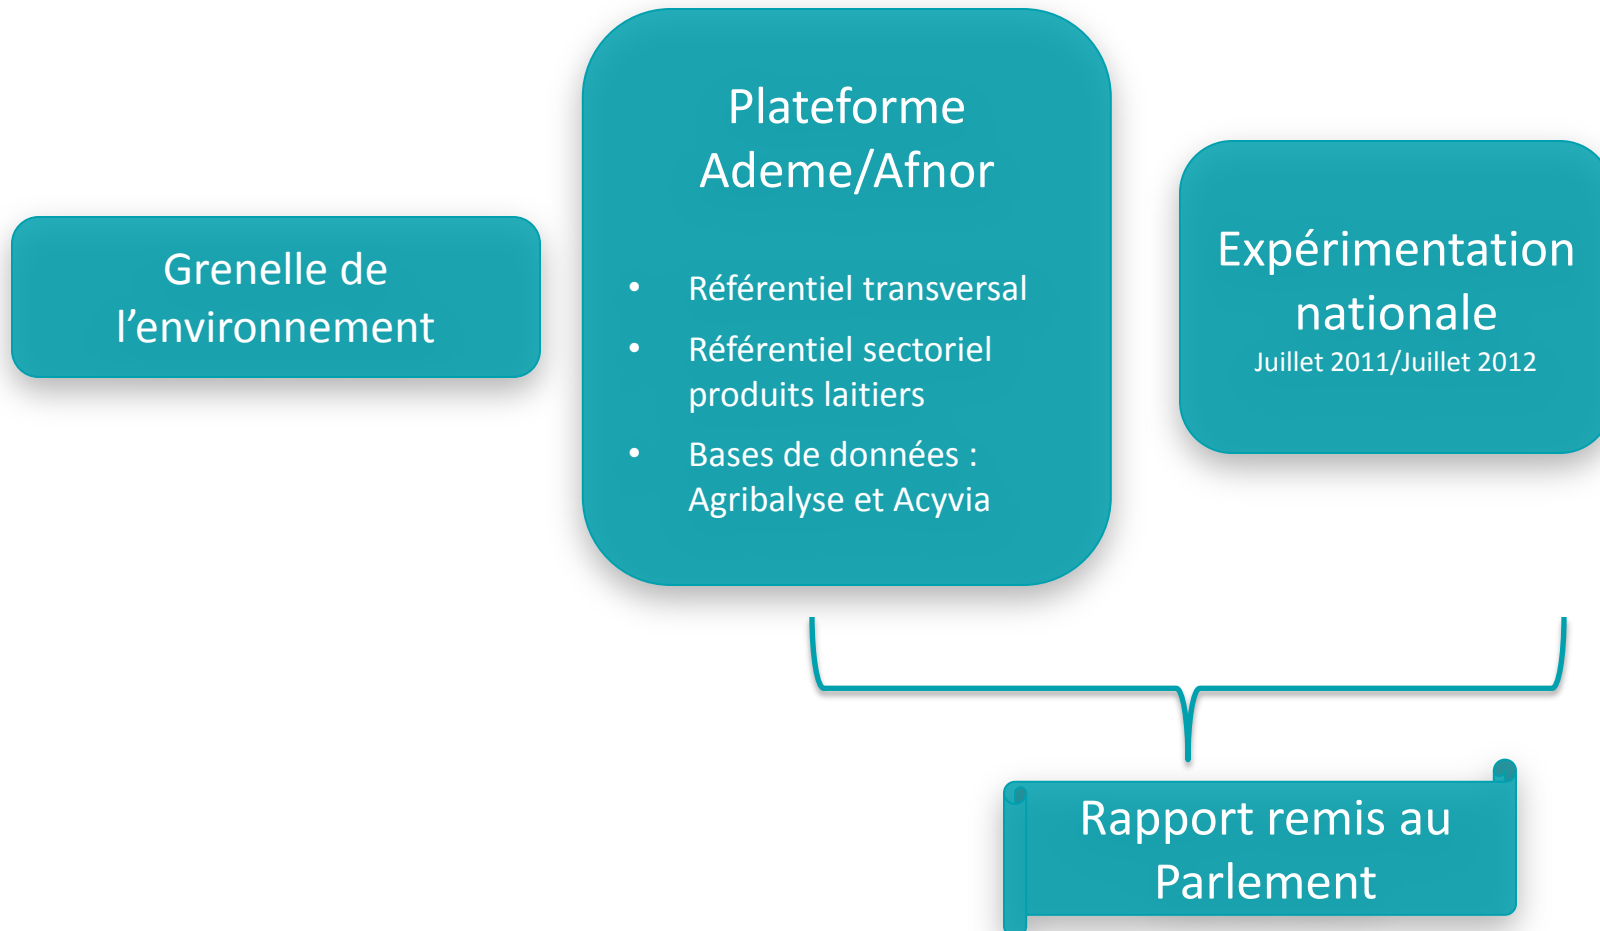 Grenelle de
l’environnement
Plateforme
Ademe/Afnor
• Référentiel transversal
• Référentiel sectoriel
produits laitiers
• Bases de données :
Agribalyse et Acyvia
Expérimentation
nationale
Juillet 2011/Juillet 2012
Rapport remis au
Parlement